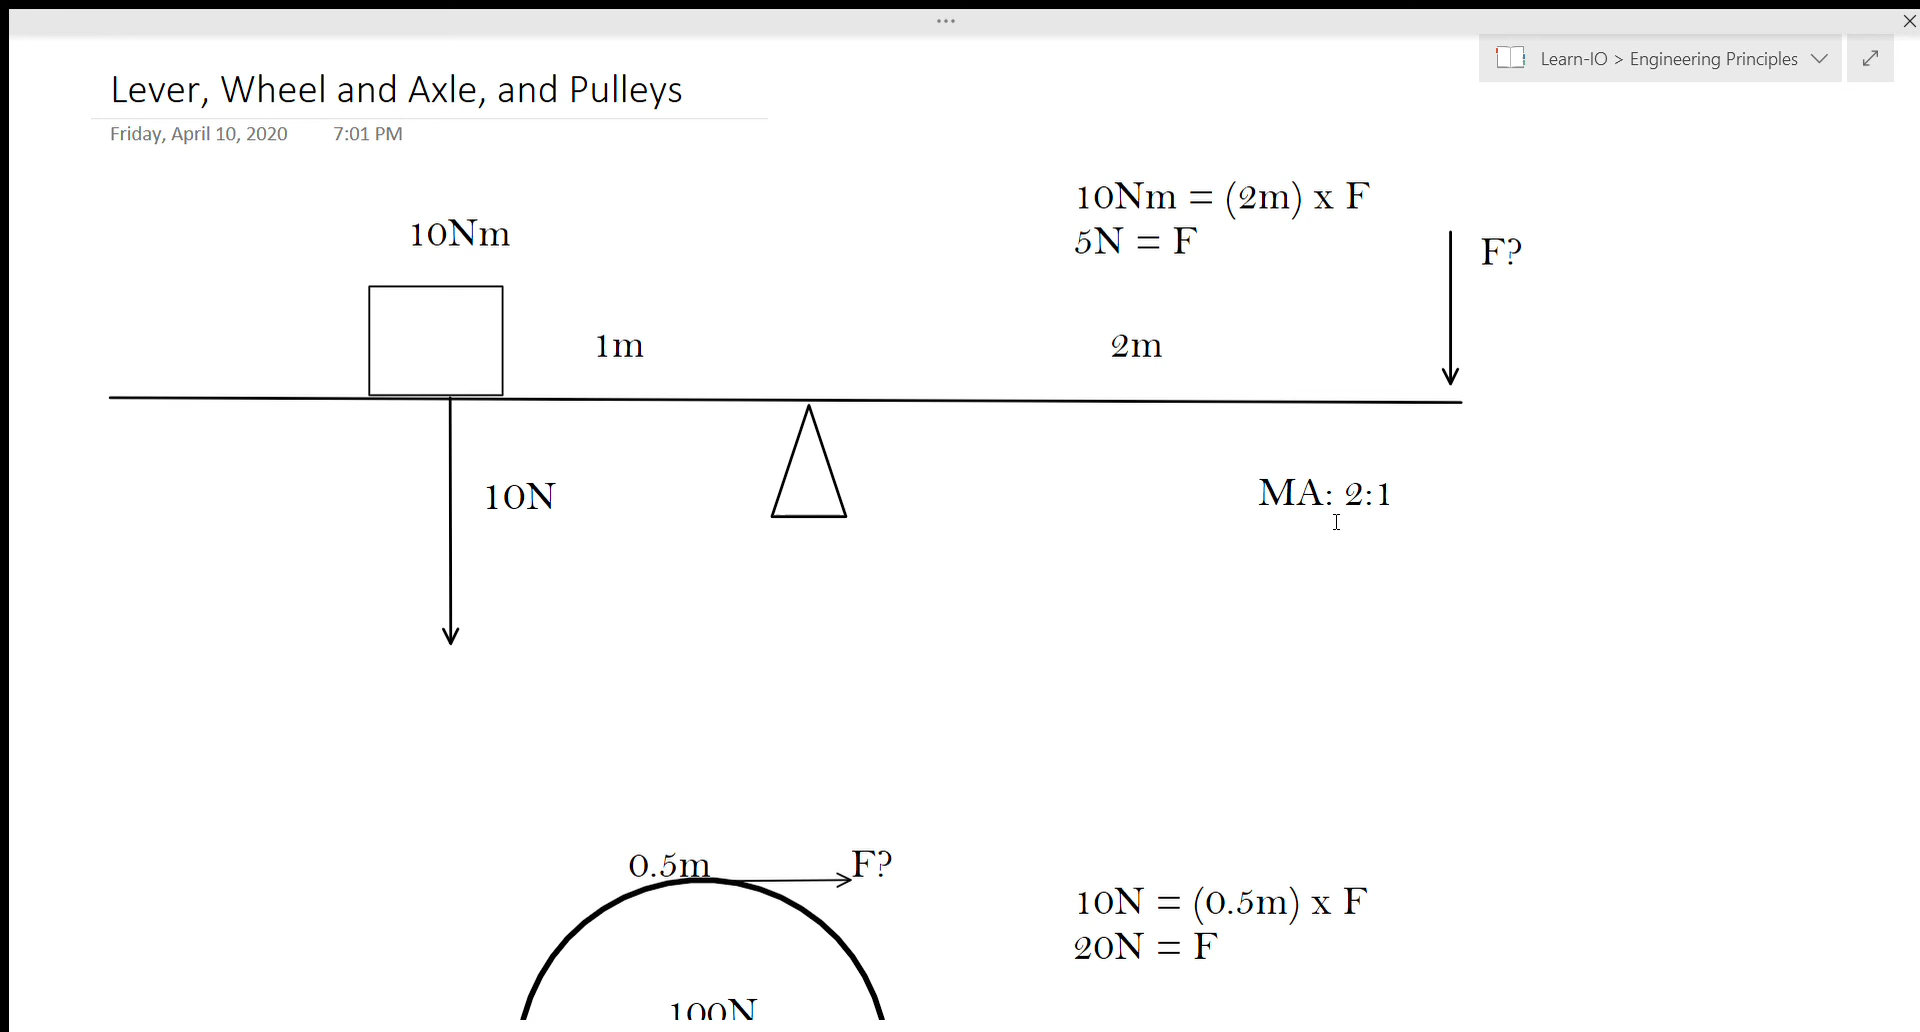 Learn-IO > Engineering Principles
Lever, Wheel and Axle, and Pulleys
Friday, April 10, 2020 7:01 PM
10Nm = (2m) x F
5N = F
10Nm
F?
1m
2m
10N
MA: 2:1
0.5m
F?
10N = (0.5m) x F
20N = F
100N